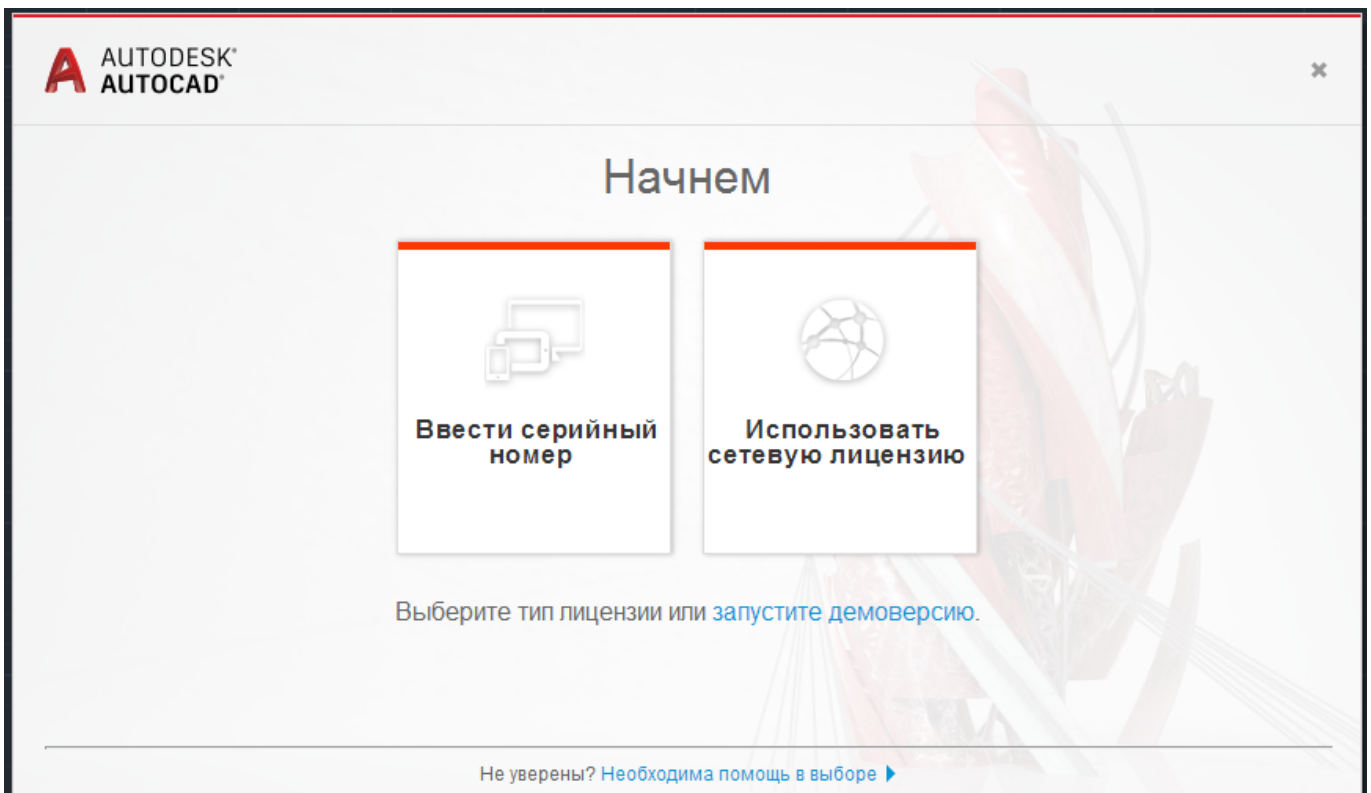 AUTODESK®
AUTOCAD®
Начнем
Ввести серийный
номер
Использовать
сетевую лицензию
Выберите тип лицензии или запустите демоверсию.
Не уверены? Необходима помощь в выборе